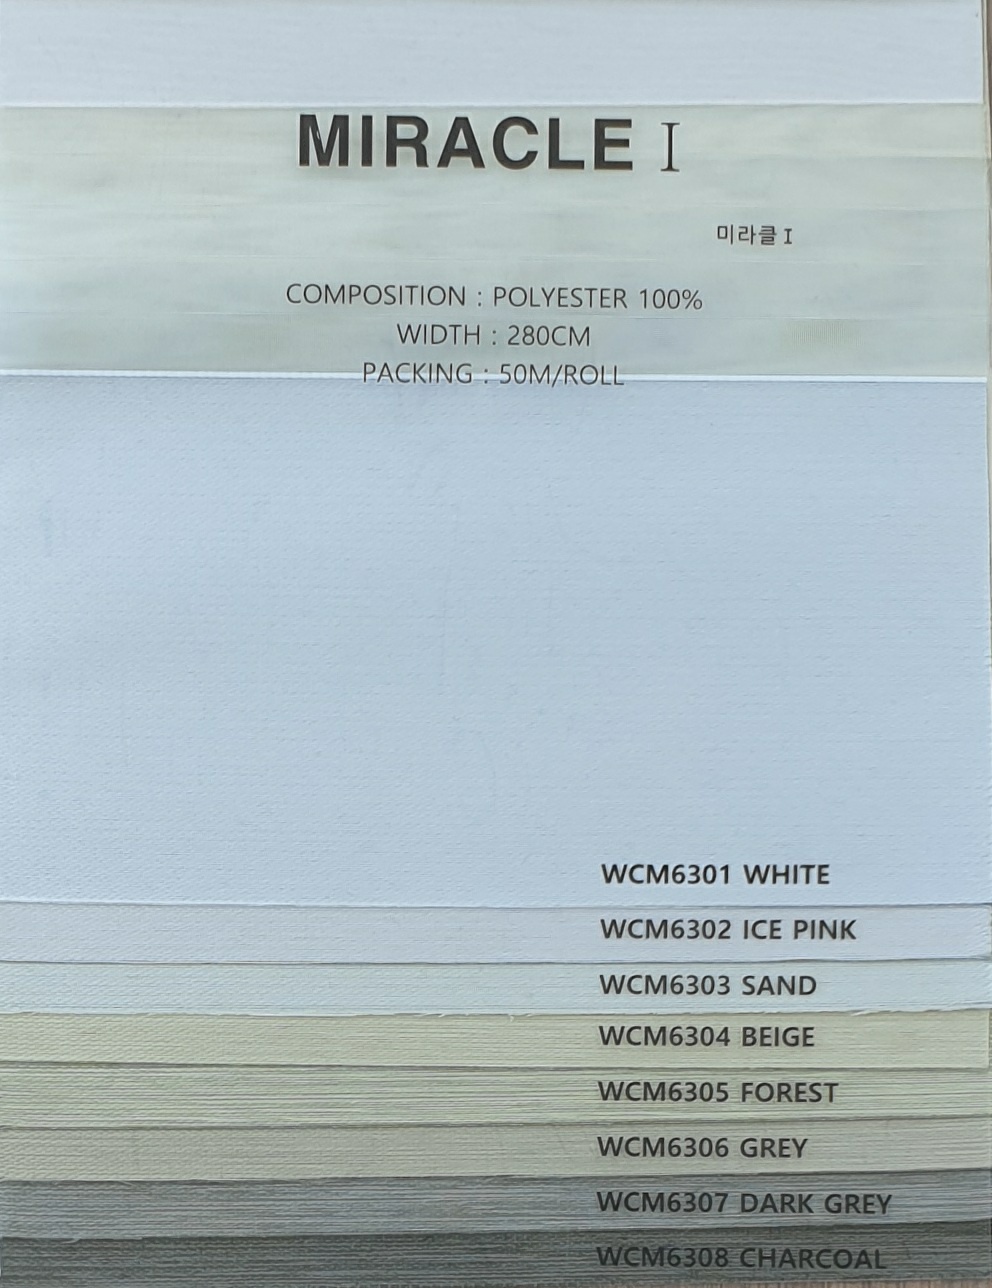 MIRACLE I
미라클 I
COMPOSITION : POLYESTER 100%
WIDTH : 280CM
PACKING : 50M/ROLL
WCM6301 WHITE
WCM6302 ICE PINK
WCM6303 SAND
WCM6304 BEIGE
WCM6305 FOREST
WCM6306 GREY
WCM6307 DARK GREY
WCM6308 CHARCOAL